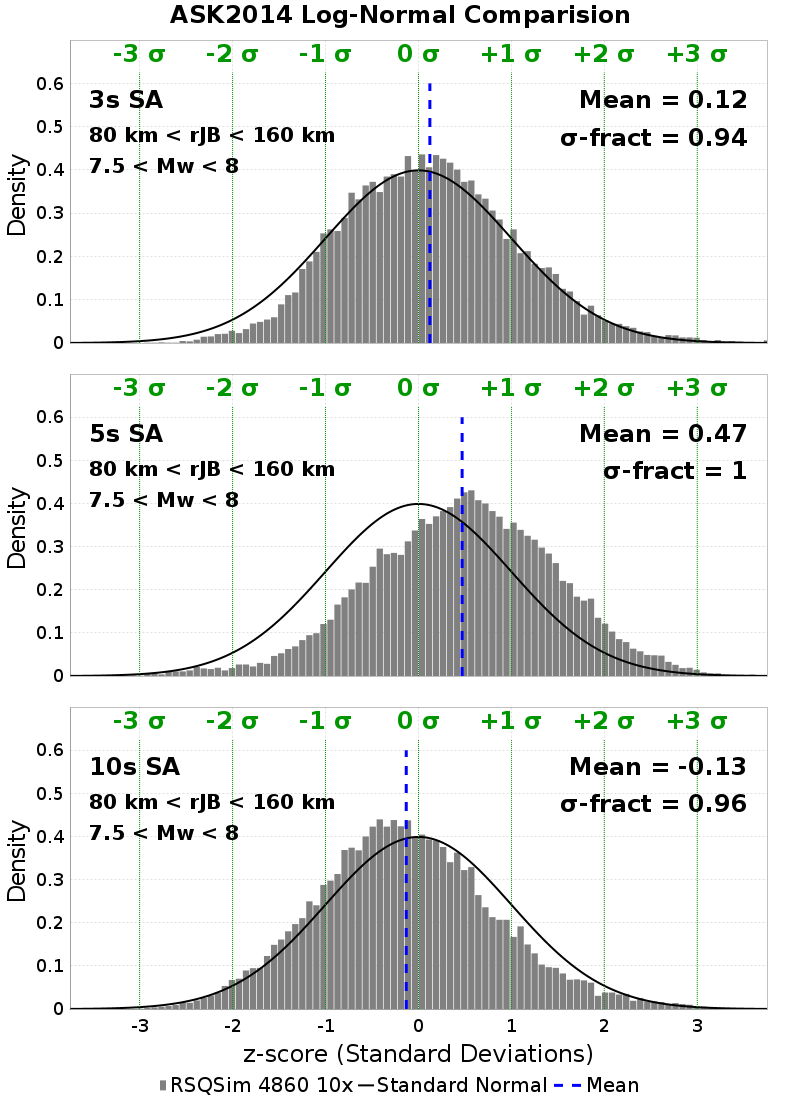 ASK2014 Log-Normal Comparision
-3 σ -2 σ -1 σ 0 σ +1 σ +2 σ +3 σ
3s SA
Mean = 0.12
80 km < rJB < 160 km
σ-fract = 0.94
7.5 < Mw < 8
Density
0.6
0.5
0.4
0.3
0.2
0.1
0
-3 σ -2 σ -1 σ 0 σ +1 σ +2 σ +3 σ
5s SA
Mean = 0.47
80 km < rJB < 160 km
σ-fract = 1
7.5 < Mw < 8
Density
0.6
0.5
0.4
0.3
0.2
0.1
0
-3 σ -2 σ -1 σ 0 σ +1 σ +2 σ +3 σ
10s SA
Mean = -0.13
80 km < rJB < 160 km
σ-fract = 0.96
7.5 < Mw < 8
Density
0.6
0.5
0.4
0.3
0.2
0.1
0
-3 -2 -1 0 1 2 3
z-score (Standard Deviations)
RSQSim 4860 10x Standard Normal Mean